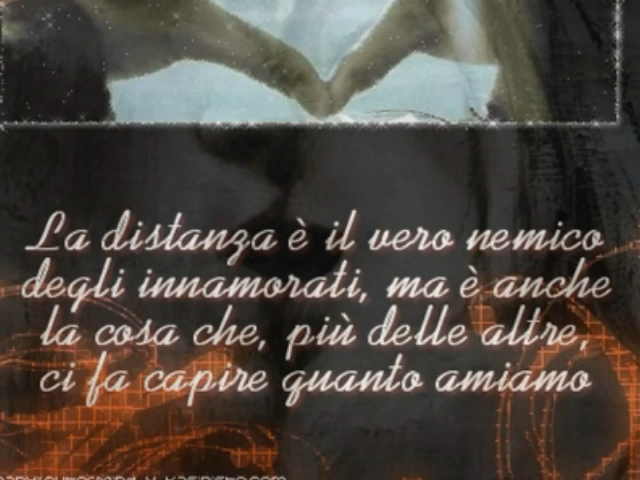 La distanza è il vero nemico
degli innamorati, ma è anche
la cosa che, più delle altre,
ci fa capire quanto amiamo